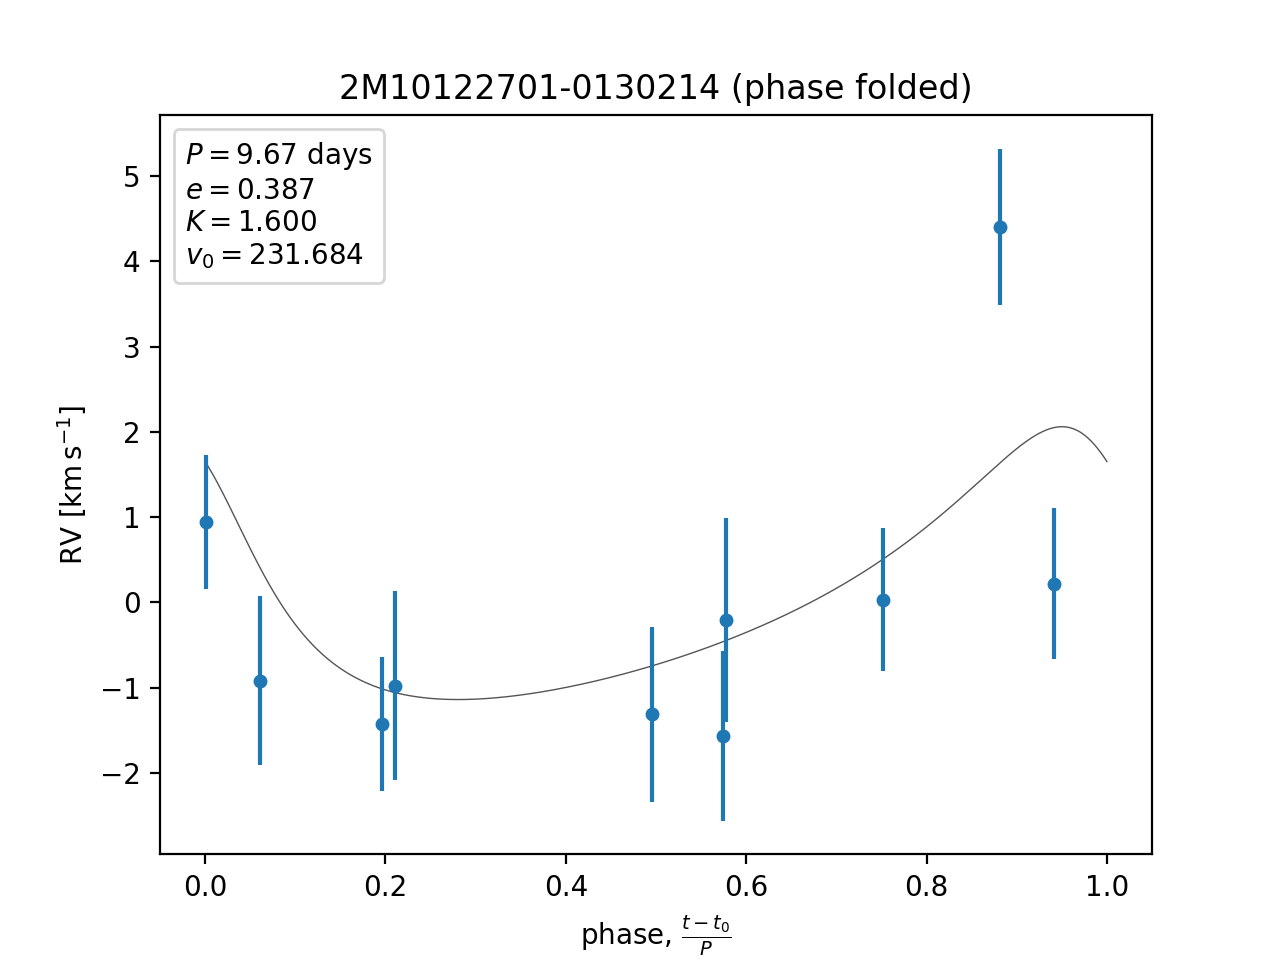 2M10122701-0130214 (phase folded)
P = 9.67 days
e = 0.387
K = 1.600
v₀ = 231.684
5
4
3
2
1
0
−1
−2
RV [km s⁻¹]
0.0 0.2 0.4 0.6 0.8 1.0
phase, (t − t₀)/P